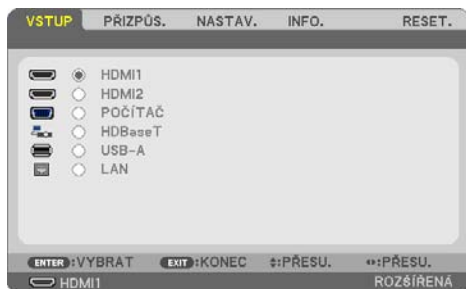 VSTUP PŘIZPŮS. NASTAV. INFO. RESET.
HDMI1
HDMI2
POČÍTAČ
HDBaseT
USB-A
LAN
ENTER:VYBRAT EXIT:KONEC ↕:PŘESU. ↔:PŘESU.
HDMI1 ROZŠÍŘENÁ